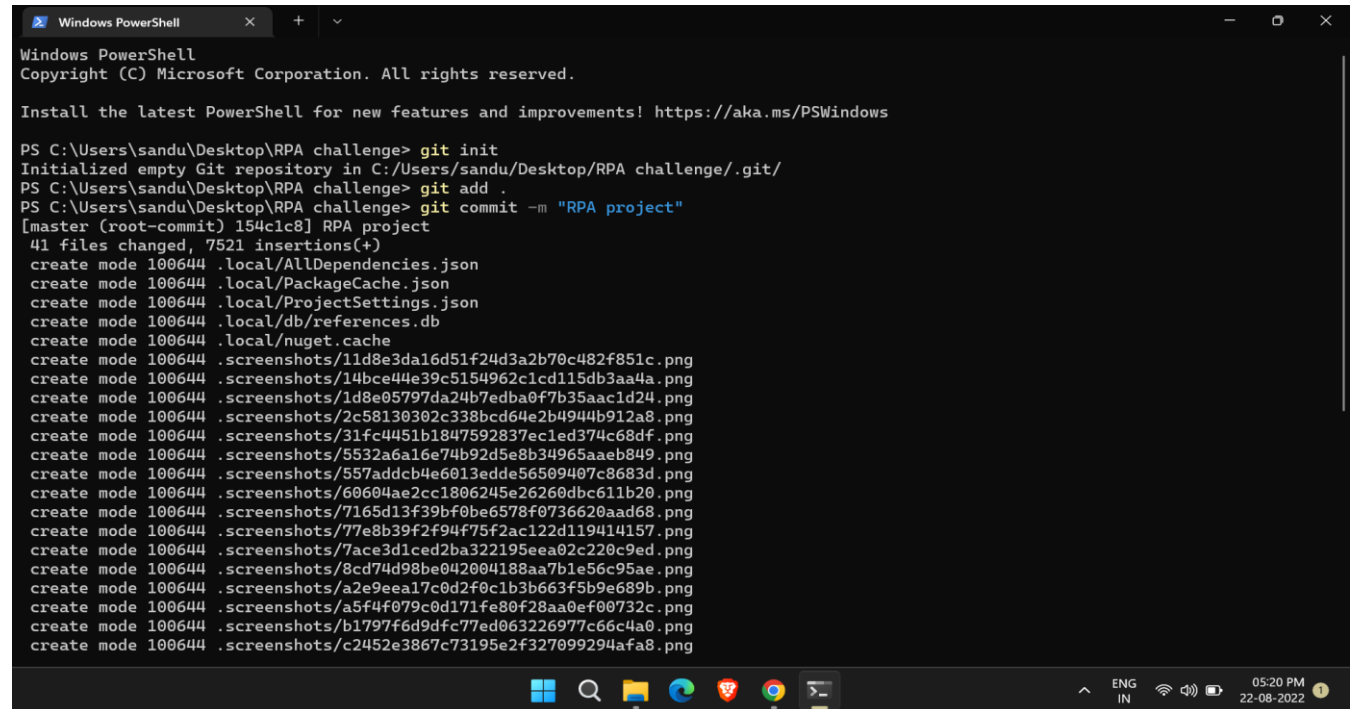 Windows PowerShell
Windows PowerShell
Copyright (C) Microsoft Corporation. All rights reserved.
Install the latest PowerShell for new features and improvements! https://aka.ms/PSWindows
PS C:\Users\sandu\Desktop\RPA challenge> git init
Initialized empty Git repository in C:/Users/sandu/Desktop/RPA challenge/.git/
PS C:\Users\sandu\Desktop\RPA challenge> git add .
PS C:\Users\sandu\Desktop\RPA challenge> git commit -m "RPA project"
[master (root-commit) 154c1c8] RPA project
 41 files changed, 7521 insertions(+)
 create mode 100644 .local/AllDependencies.json
 create mode 100644 .local/PackageCache.json
 create mode 100644 .local/ProjectSettings.json
 create mode 100644 .local/db/references.db
 create mode 100644 .local/nuget.cache
 create mode 100644 .screenshots/11d8e3da16d51f24d3a2b70c482f851c.png
 create mode 100644 .screenshots/14bce44e39c5154962c1cd115db3aa4a.png
 create mode 100644 .screenshots/1d8e05797da24b7edba0f7b35aac1d24.png
 create mode 100644 .screenshots/2c58130302c338bcd64e2b4944b912a8.png
 create mode 100644 .screenshots/31fc4451b1847592837ec1ed374c68df.png
 create mode 100644 .screenshots/5532a6a16e74b92d5e8b34965aaeb849.png
 create mode 100644 .screenshots/557addcb4e6013edde56509407c8683d.png
 create mode 100644 .screenshots/60604ae2cc1806245e26260dbc611b20.png
 create mode 100644 .screenshots/7165d13f39bf0be6578f0736620aad68.png
 create mode 100644 .screenshots/77e8b39f2f94f75f2ac122d119414157.png
 create mode 100644 .screenshots/7ace3d1ced2ba322195eea02c220c9ed.png
 create mode 100644 .screenshots/8cd74d98be042004188aa7b1e56c95ae.png
 create mode 100644 .screenshots/a2e9eea17c0d2f0c1b3b663f5b9e689b.png
 create mode 100644 .screenshots/a5f4f079c0d171fe80f28aa0ef00732c.png
 create mode 100644 .screenshots/b1797f6d9dfc77ed063226977c66c4a0.png
 create mode 100644 .screenshots/c2452e3867c73195e2f327099294afa8.png
ENG
IN
05:20 PM
22-08-2022
1